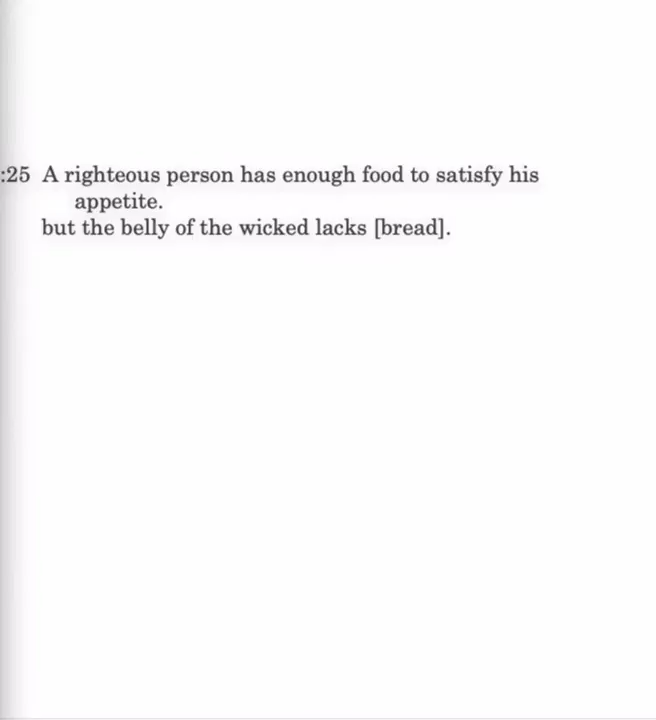 :25 A righteous person has enough food to satisfy his
appetite.
but the belly of the wicked lacks [bread].